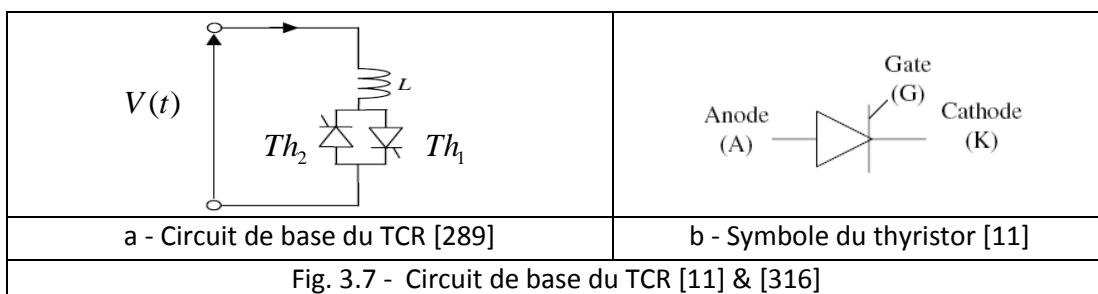 V(t)
L
Th₂
Th₁
Gate
(G)
Anode
(A)
Cathode
(K)
a - Circuit de base du TCR [289]
b - Symbole du thyristor [11]
Fig. 3.7 - Circuit de base du TCR [11] & [316]